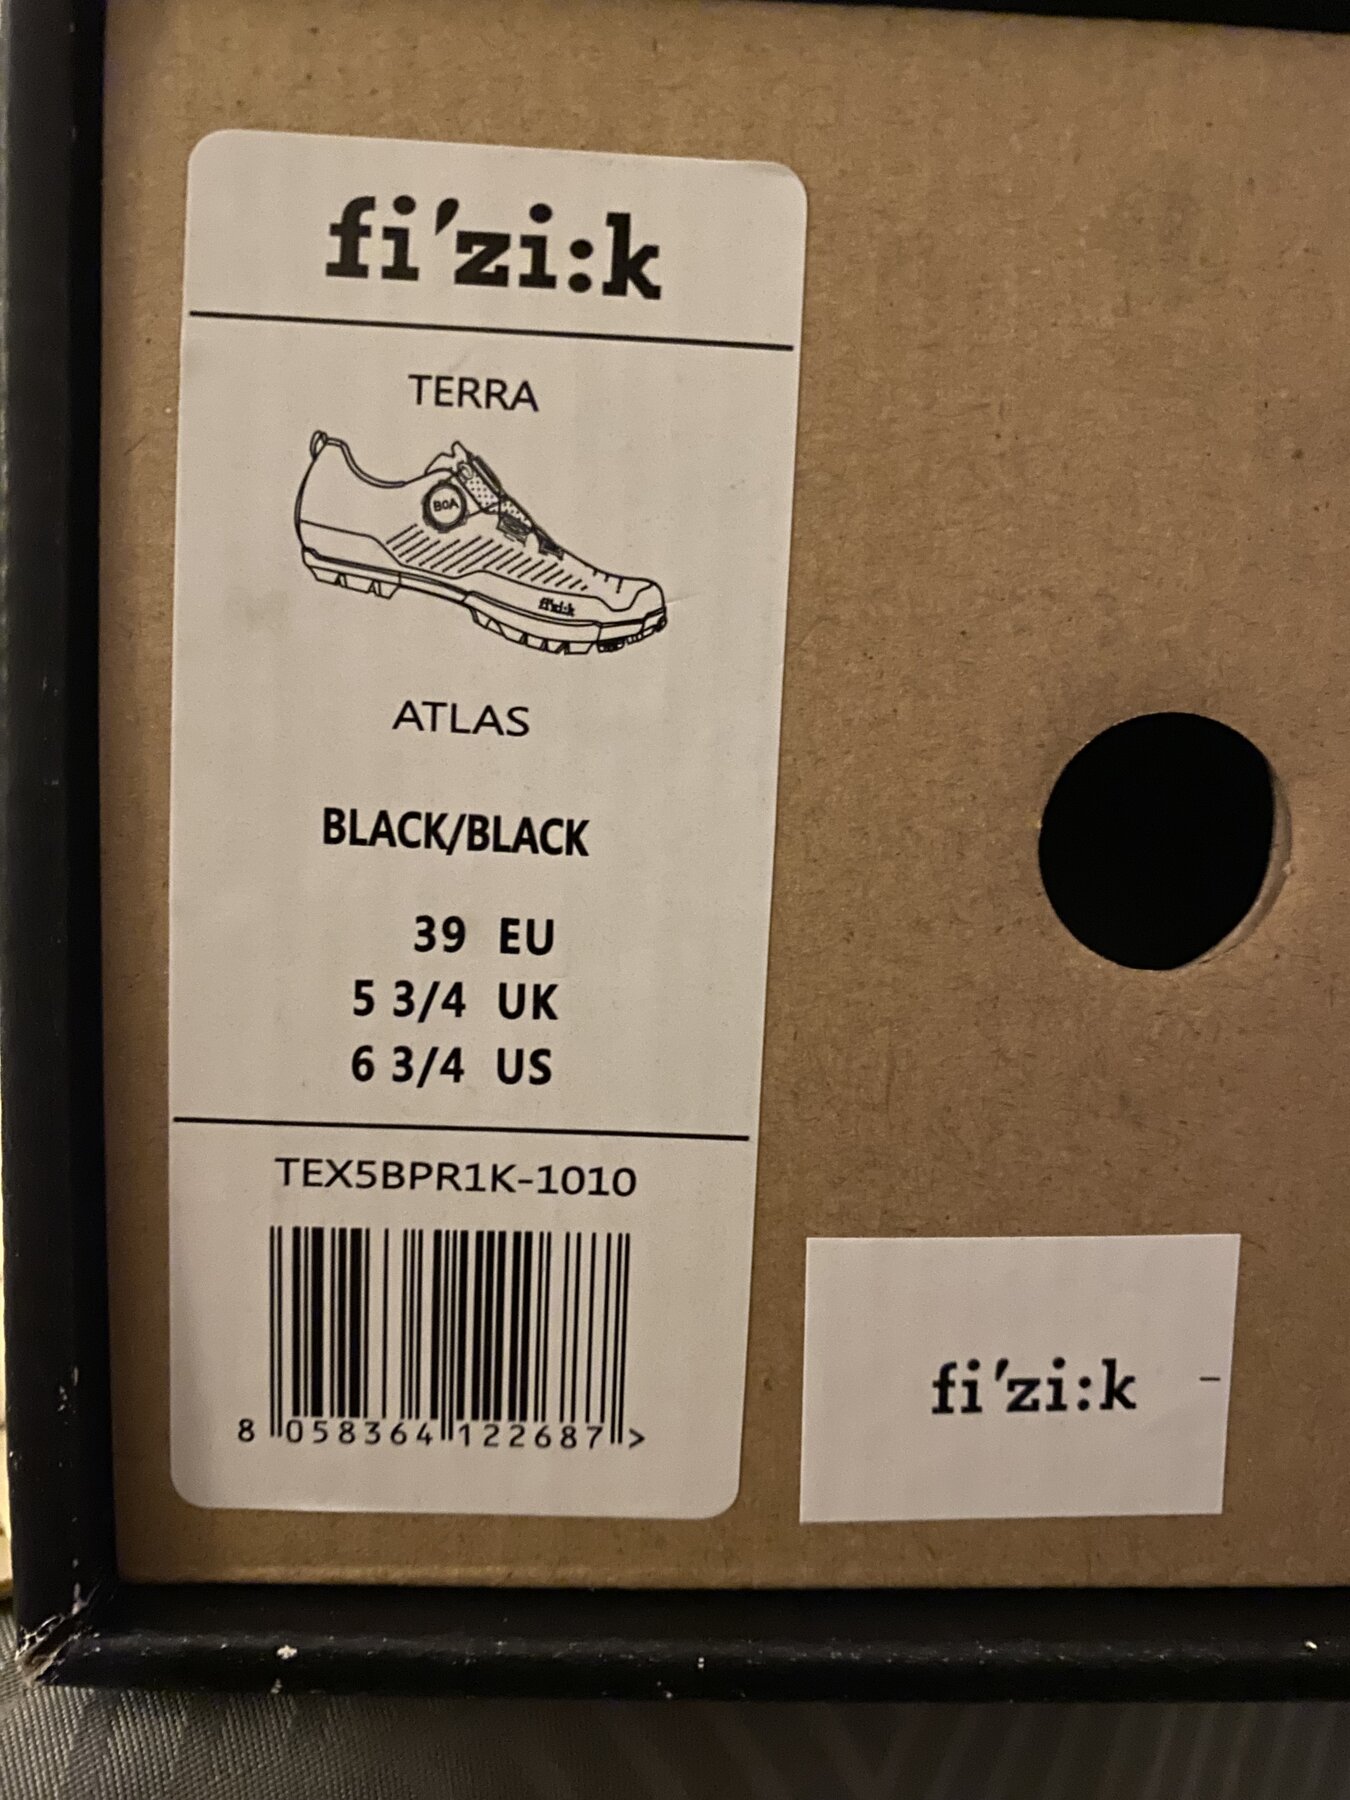 fi'zi:k
TERRA
BOA
fi'zi:k
ATLAS
BLACK/BLACK
39 EU
5 3/4 UK
6 3/4 US
TEX5BPR1K-1010
8 058364 122687 >
fi'zi:k -